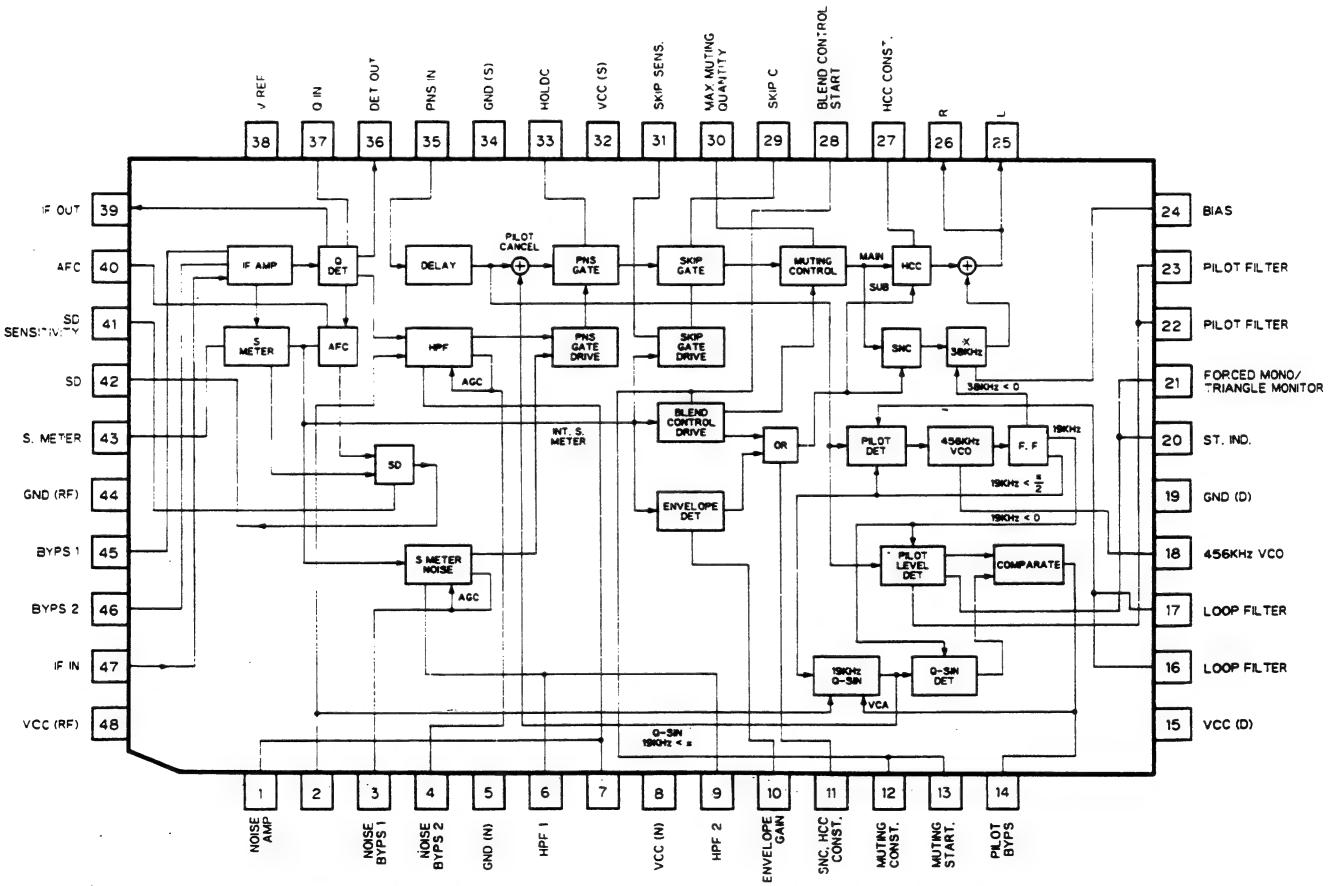 V REF
Q IN
DET OUT
PNS IN
GND (S)
HOLDC
VCC (S)
SKIP SENS.
MAX MUTING
QUANTITY
SKIP C
BLEND CONTROL
START
HCC CONST.
R
L
38
37
36
35
34
33
32
31
30
29
28
27
26
25
39
IF OUT
40
AFC
41
SD
SENSITIVITY
42
SD
43
S. METER
44
GND (RF)
45
BYPS 1
46
BYPS 2
47
IF IN
48
VCC (RF)
24
BIAS
23
PILOT FILTER
22
PILOT FILTER
21
FORCED MONO/
TRIANGLE MONITOR
20
ST. IND.
19
GND (D)
18
456KHz VCO
17
LOOP FILTER
16
LOOP FILTER
15
VCC (D)
IF AMP
Q
DET
DELAY
PILOT
CANCEL
+
PNS
GATE
SKIP
GATE
MUTING
CONTROL
MAIN
SUB
HCC
+
S
METER
AFC
HPF
AGC
PNS
GATE
DRIVE
SKIP
GATE
DRIVE
SNC
38KHz
38KHz < 0
INT. S.
METER
BLEND
CONTROL
DRIVE
OR
PILOT
DET
456KHz
VCO
F. F
19KHz
19KHz < π/2
19KHz < 0
SD
ENVELOPE
DET
S METER
NOISE
AGC
PILOT
LEVEL
DET
COMPARATE
19KHz
Q-SIN
VCA
Q-SIN
DET
Q-SIN
19KHz < π
1
2
3
4
5
6
7
8
9
10
11
12
13
14
NOISE
AMP
NOISE
BYPS 1
NOISE
BYPS 2
GND (N)
HPF 1
VCC (N)
HPF 2
ENVELOPE
GAIN
SNC, HCC
CONST.
MUTING
CONST.
MUTING
START.
PILOT
BYPS